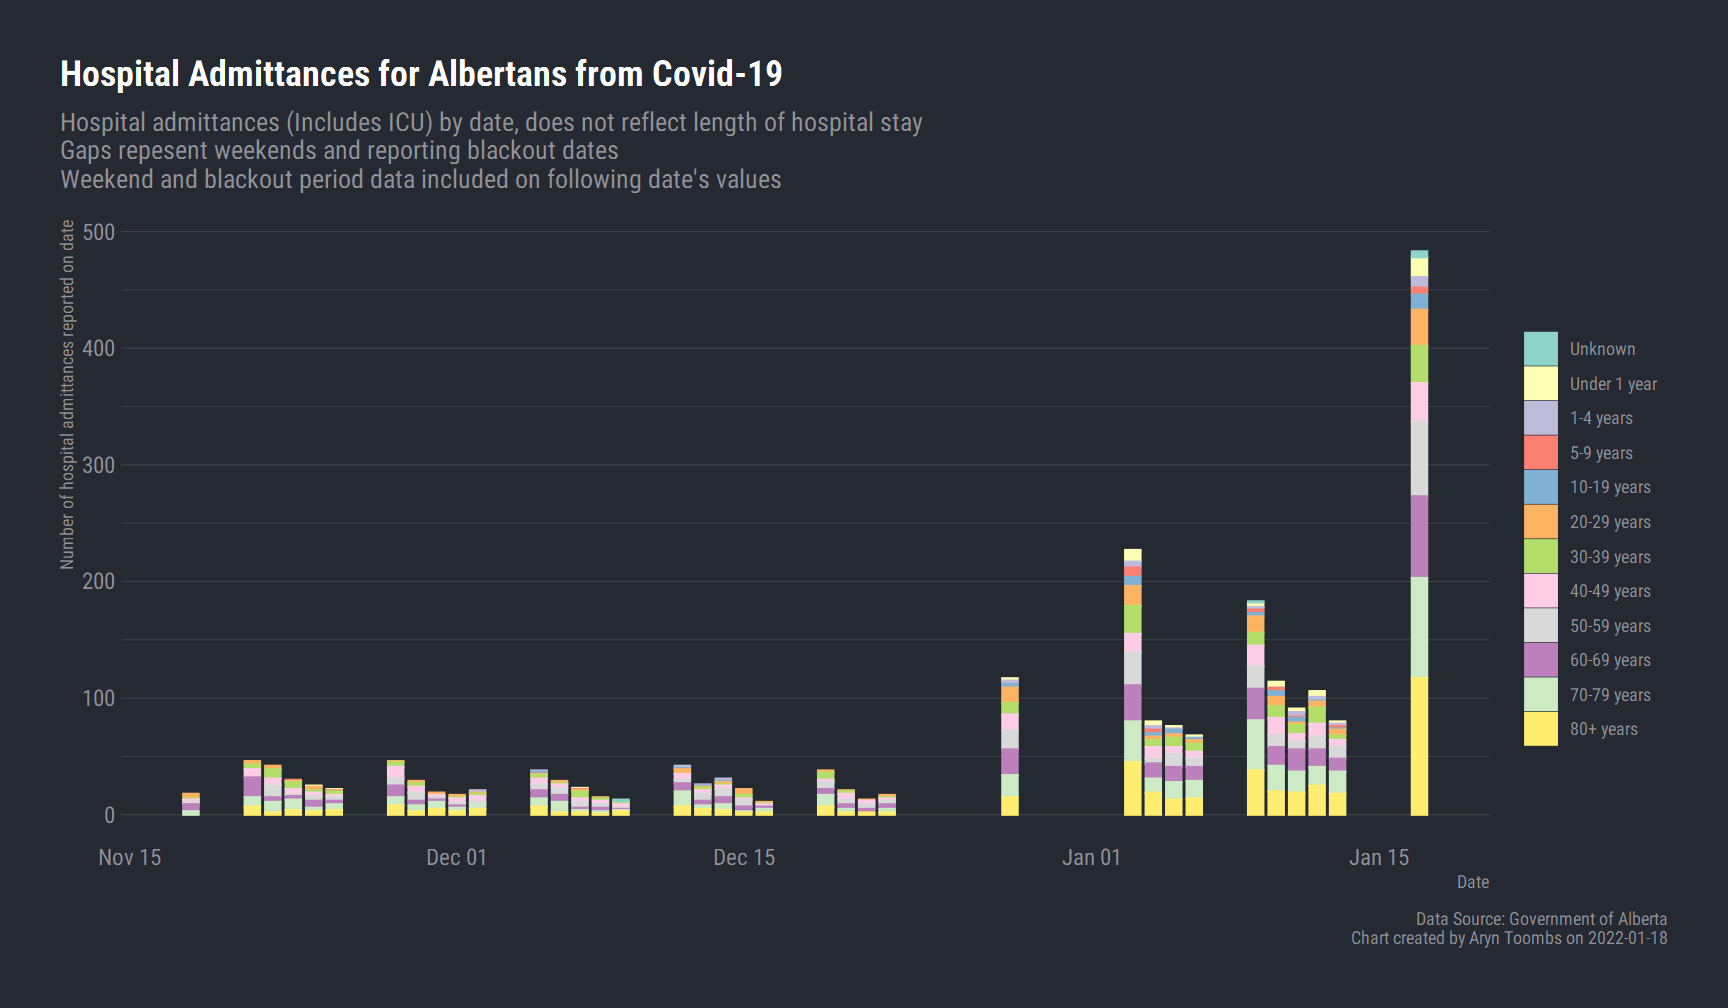 Hospital Admittances for Albertans from Covid-19
Hospital admittances (Includes ICU) by date, does not reflect length of hospital stay
Gaps repesent weekends and reporting blackout dates
Weekend and blackout period data included on following date's values
Number of hospital admittances reported on date
500
400
300
200
100
0
Nov 15
Dec 01
Dec 15
Jan 01
Jan 15
Date
Unknown
Under 1 year
1-4 years
5-9 years
10-19 years
20-29 years
30-39 years
40-49 years
50-59 years
60-69 years
70-79 years
80+ years
Data Source: Government of Alberta
Chart created by Aryn Toombs on 2022-01-18